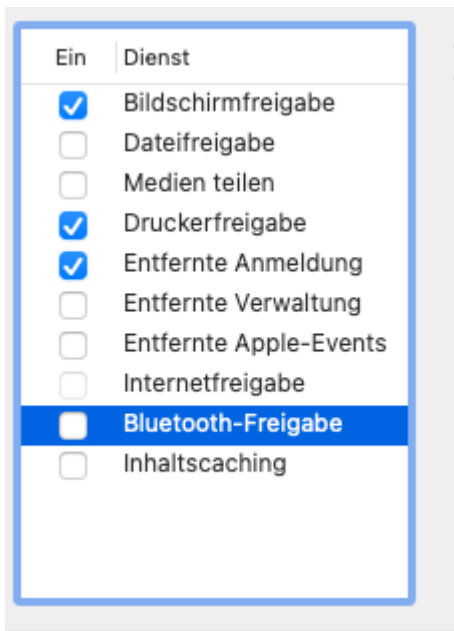 Ein Dienst
Bildschirmfreigabe
Dateifreigabe
Medien teilen
Druckerfreigabe
Entfernte Anmeldung
Entfernte Verwaltung
Entfernte Apple-Events
Internetfreigabe
Bluetooth-Freigabe
Inhaltscaching